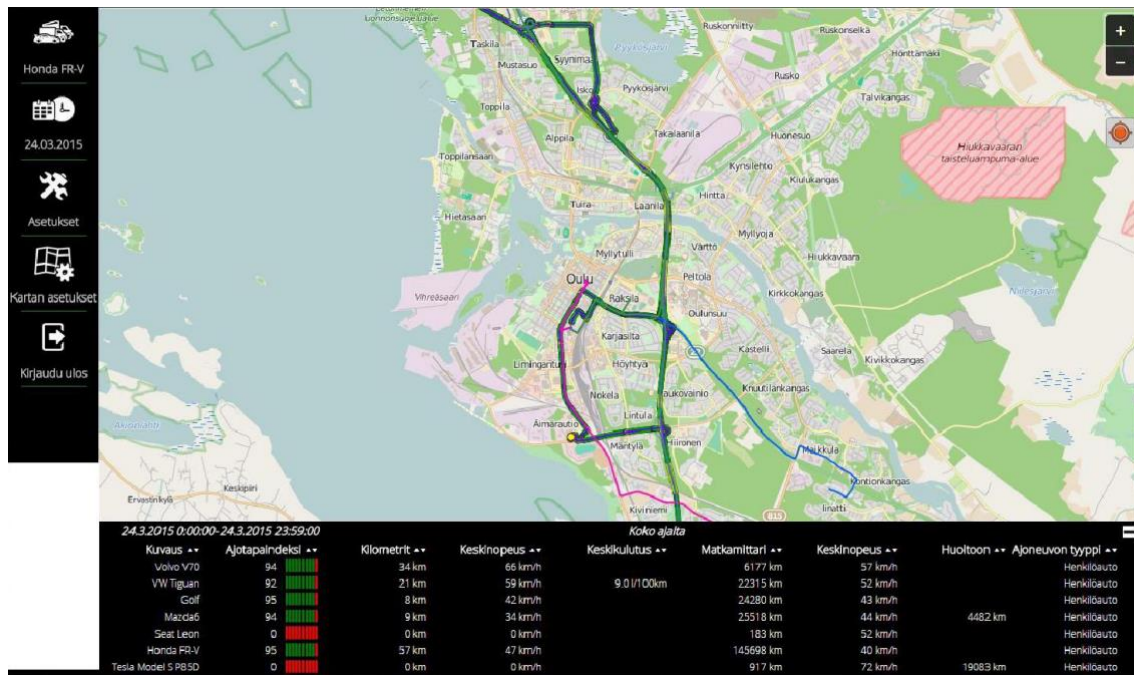 Honda FR-V
24.03.2015
Asetukset
Kartan asetukset
Kirjaudu ulos
+
−
luonnonsuojelualue
Taskila
Mustasuo
Syynimaa
Pyykösjärvi
Ruskonniitty
Ruskonselkä
Hönttämäki
Rusko
Isko
Pyykösjärvi
Talvikangas
Toppila
Alppila
Takalaanila
Huonesuo
Hiukkavaaran
taisteluampuma-alue
Toppilansaari
Kynsilehto
Kiulukangas
Tuira
Laanila
Hintta
Hietasaari
Myllyoja
Myllytulli
Värttö
Hiukkavaara
Oulu
Peltola
Vihreäsaari
Raksila
Kirkkokangas
Niilesjärvi
Oulunsuu
Karjasilta
Kastelli
Saarela
Kivikkokangas
Limingantulli
Höyhtyä
Knuutilankangas
Nokela
Kaukovainio
Lintula
Äimärautio
Mäntylä
Hiironen
Maikkula
Akionlahti
Kontionkangas
Keskipiri
Ervastinkylä
Iinatti
Kiviniemi
815
24.3.2015 0:00:00-24.3.2015 23:59:00 Koko ajalta
Kuvaus Ajotapaindeksi Kilometrit Keskinopeus Keskikulutus Matkamittari Keskinopeus Huoltoon Ajoneuvon tyyppi
Volvo V70 94 34 km 66 km/h 6177 km 57 km/h Henkilöauto
VW Tiguan 92 21 km 59 km/h 9.0 l/100km 22315 km 52 km/h Henkilöauto
Golf 95 8 km 42 km/h 24280 km 43 km/h Henkilöauto
Mazda6 94 9 km 34 km/h 25518 km 44 km/h 4482 km Henkilöauto
Seat Leon 0 0 km 0 km/h 183 km 52 km/h Henkilöauto
Honda FR-V 95 57 km 47 km/h 145698 km 40 km/h Henkilöauto
Tesla Model S P85D 0 0 km 0 km/h 917 km 72 km/h 19083 km Henkilöauto